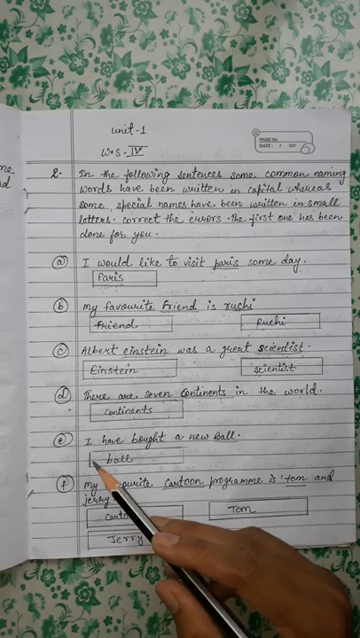 unit-1
W.S.-IV
PAGE No.
DATE: / /201
2. In the following sentences some common naming
words have been written in capital whereas
some special names have been written in small
letters. correct the errors. the first one has been
done for you.
(a) I would like to visit paris some day.
Paris
(b) My favourite Friend is ruchi
friend Ruchi
(c) Albert einstein was a great scientist.
Einstein scientist
(d) There are seven Continents in the world.
continents
(e) I have bought a new Ball.
ball
(f) My favourite Cartoon programme is 'tom and
jerry
Tom
Jerry